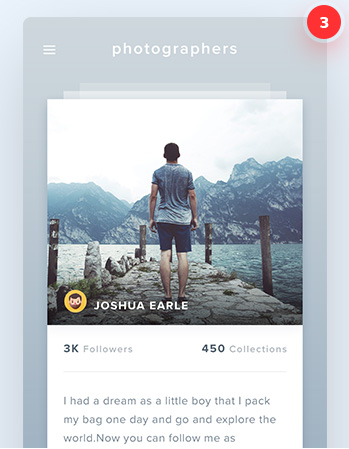 3
photographers
JOSHUA EARLE
3K Followers 450 Collections
I had a dream as a little boy that I pack
my bag one day and go and explore the
world.Now you can follow me as